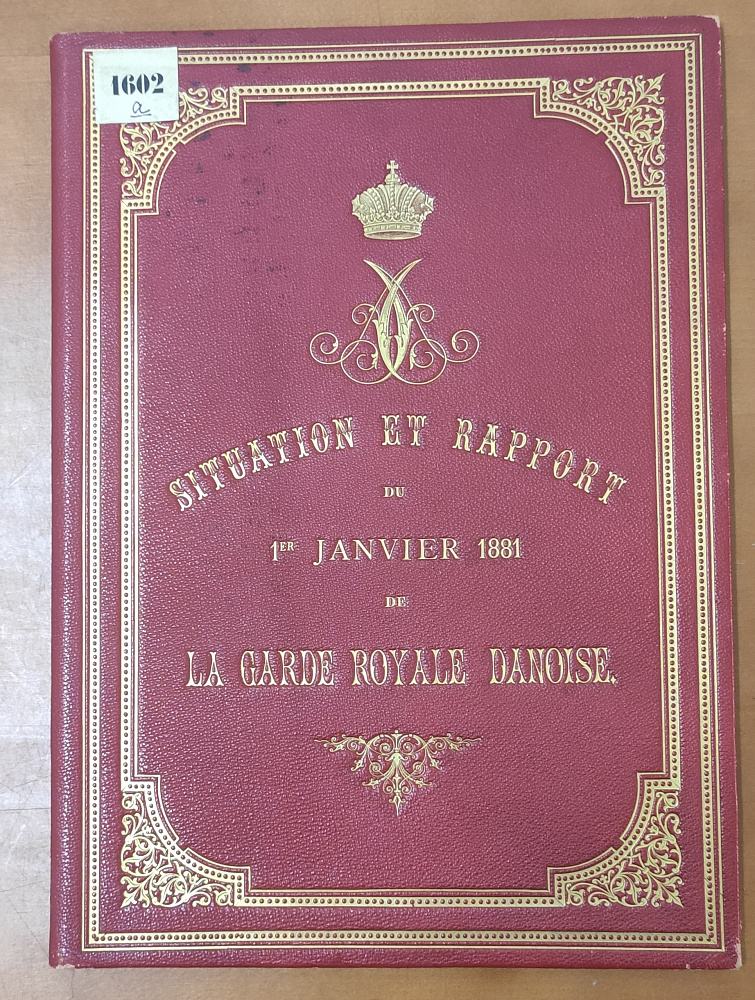 1602
a
SITUATION ET RAPPORT
DU
1ER JANVIER 1881
DE
LA GARDE ROYALE DANOISE.